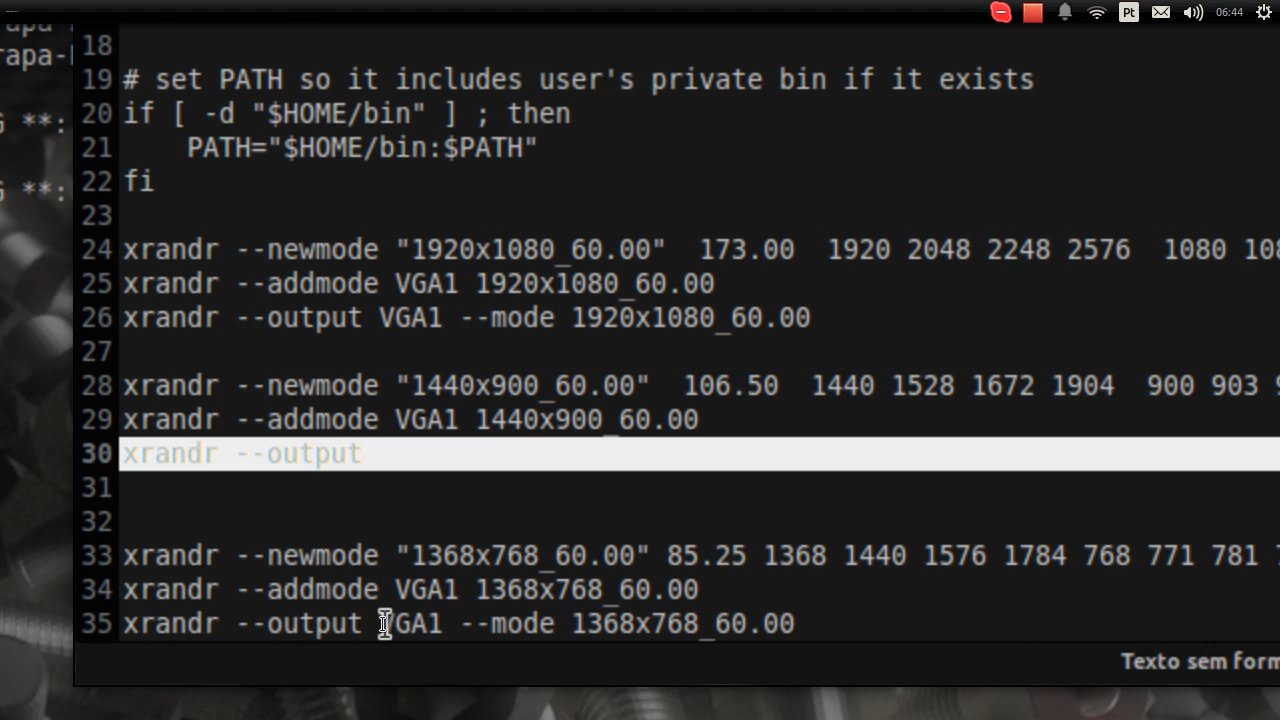 Pt 06:44
apa
rapa-
18
19 # set PATH so it includes user's private bin if it exists
20 if [ -d "$HOME/bin" ] ; then
G **: 21 PATH="$HOME/bin:$PATH"
22 fi
G **:
23
24 xrandr --newmode "1920x1080_60.00" 173.00 1920 2048 2248 2576 1080
25 xrandr --addmode VGA1 1920x1080_60.00
26 xrandr --output VGA1 --mode 1920x1080_60.00
27
28 xrandr --newmode "1440x900_60.00" 106.50 1440 1528 1672 1904 900 903
29 xrandr --addmode VGA1 1440x900_60.00
30 xrandr --output
31
32
33 xrandr --newmode "1368x768_60.00" 85.25 1368 1440 1576 1784 768 771 781
34 xrandr --addmode VGA1 1368x768_60.00
35 xrandr --output VGA1 --mode 1368x768_60.00
Texto sem form